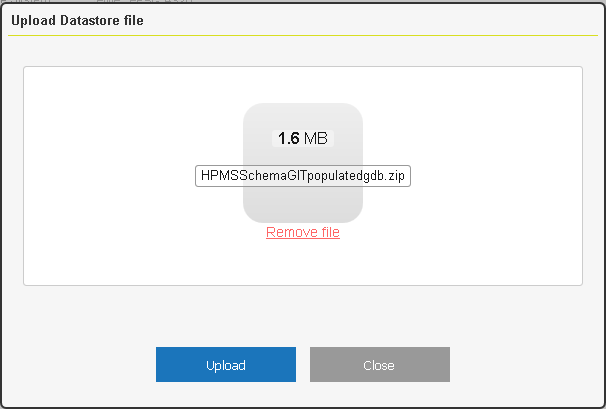 Upload Datastore file
1.6 MB
HPMSSchemaGITpopulatedgdb.zip
Remove file
Upload
Close